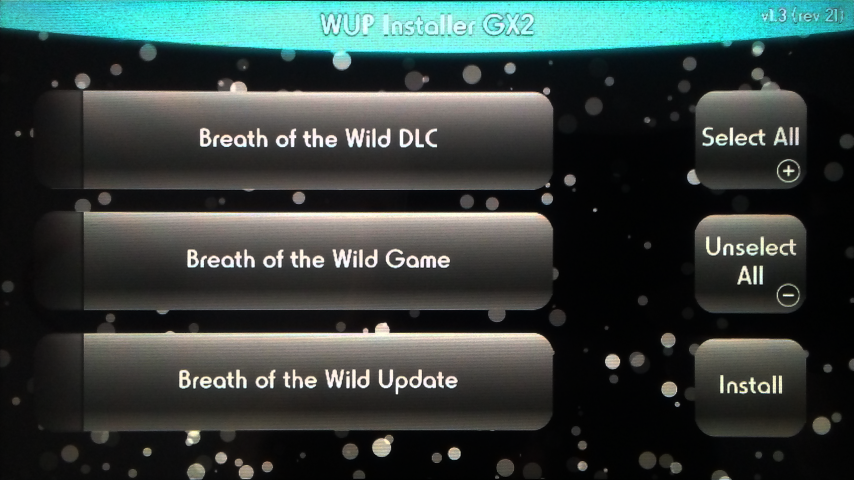 WUP Installer GX2
v1.3 (rev 21)
Breath of the Wild DLC
Select All
+
Breath of the Wild Game
Unselect
All
−
Breath of the Wild Update
Install